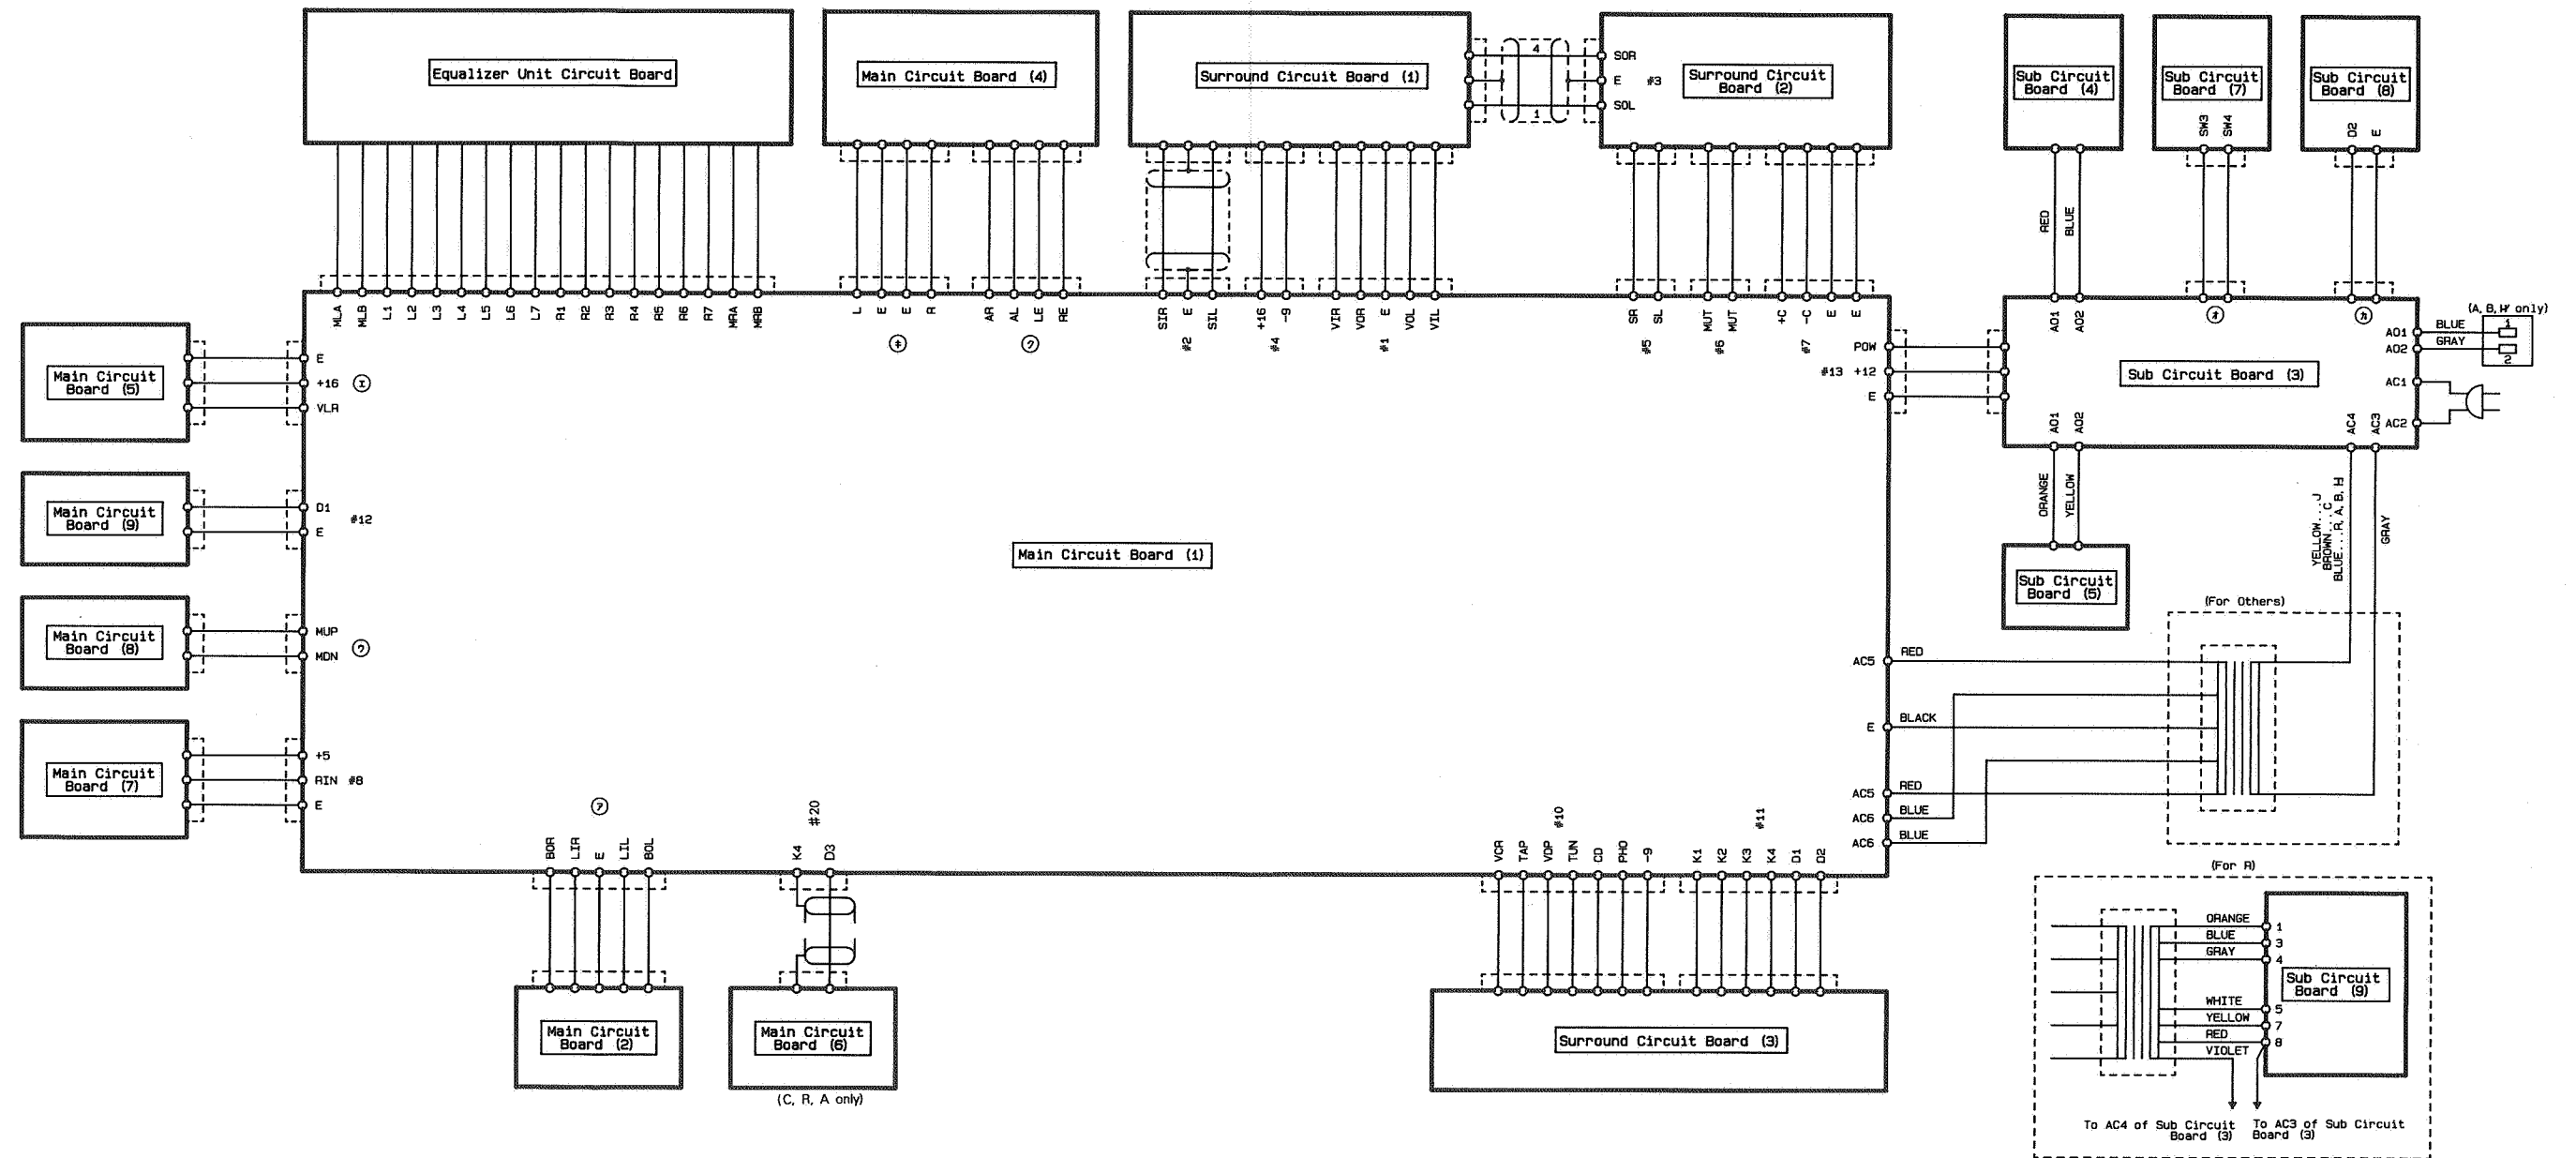 Equalizer Unit Circuit Board
Main Circuit Board (4)
Surround Circuit Board (1)
4
1
SOR
E #3
SOL
Surround Circuit
Board (2)
Sub Circuit
Board (4)
Sub Circuit
Board (7)
SW3
SW4
Sub Circuit
Board (8)
D2
E
RED
BLUE
MLA
MLB
L1
L2
L3
L4
L5
L6
L7
R1
R2
R3
R4
R5
R6
R7
MRA
MRB
L
E
E
R
㋖
AR
AL
LE
RE
㋗
SIR
E
SIL
#2
+16
-9
#4
VIR
VOR
E
VOL
VIL
#1
SR
SL
#5
MUT
MUT
#6
+C
-C
E
E
#7
POW
#13 +12
E
AO1
AO2
㋔
㋕
(A, B, H only)
AO1 BLUE 1
AO2 GRAY 2
AC1
AC2
Sub Circuit Board (3)
AO1
AO2
AC4
AC3
Main Circuit
Board (5)
E
+16 ㋓
VLR
Main Circuit
Board (9)
D1
E
#12
Main Circuit
Board (8)
MUP
MDN
㋒
Main Circuit
Board (7)
+5
RIN #8
E
Main Circuit Board (1)
ORANGE
YELLOW
Sub Circuit
Board (5)
YELLOW...J
BROWN...C
BLUE...R, A, B, H
GRAY
(For Others)
AC5 RED
E BLACK
AC5 RED
AC6 BLUE
AC6 BLUE
㋐
BOR
LIR
E
LIL
BOL
#20
K4
D3
#10
VCR
TAP
VDP
TUN
CD
PHO
-9
#11
K1
K2
K3
K4
D1
D2
Main Circuit
Board (2)
Main Circuit
Board (6)
(C, R, A only)
Surround Circuit Board (3)
(For R)
ORANGE 1
BLUE 3
GRAY 4
WHITE 5
YELLOW 7
RED 8
VIOLET
Sub Circuit
Board (9)
To AC4 of Sub Circuit
Board (3)
To AC3 of Sub Circuit
Board (3)